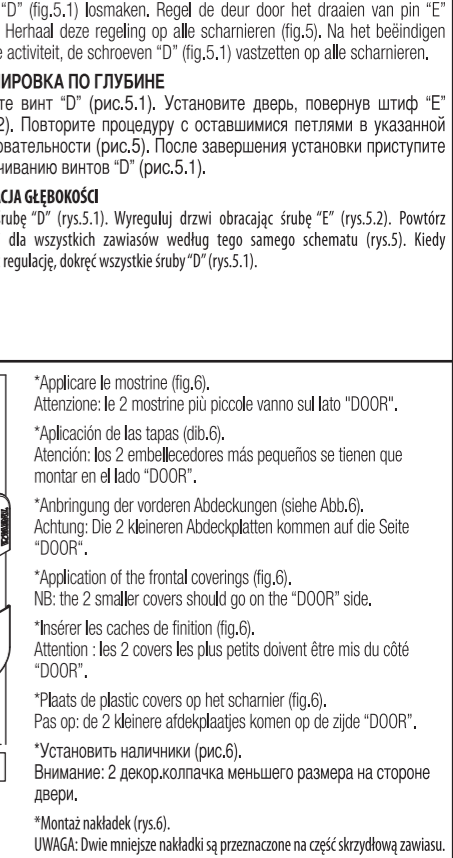 "D" (fig.5.1) losmaken. Regel de deur door het draaien van pin "E"
Herhaal deze regeling op alle scharnieren (fig.5). Na het beëindigen
activiteit, de schroeven "D" (fig.5.1) vastzetten op alle scharnieren.
ПО ГЛУБИНЕ
винт "D" (рис.5.1). Установите дверь, повернув штиф "E"
2). Повторите процедуру с оставшимися петлями в указанной
(рис.5). После завершения установки приступите
винтов "D" (рис.5.1).
GŁĘBOKOŚCI
śrubę "D" (rys.5.1). Wyreguluj drzwi obracając śrubę "E" (rys.5.2). Powtórz
dla wszystkich zawiasów według tego samego schematu (rys.5). Kiedy
regulację, dokręć wszystkie śruby "D" (rys.5.1).
*Applicare le mostrine (fig.6).
Attenzione: le 2 mostrine più piccole vanno sul lato "DOOR".
*Aplicación de las tapas (dib.6).
Atención: los 2 embellecedores más pequeños se tienen que
montar en el lado "DOOR".
*Anbringung der vorderen Abdeckungen (siehe Abb.6).
Achtung: Die 2 kleineren Abdeckplatten kommen auf die Seite
"DOOR".
*Application of the frontal coverings (fig.6).
NB: the 2 smaller covers should go on the "DOOR" side.
*Insérer les caches de finition (fig.6).
Attention : les 2 covers les plus petits doivent être mis du côté
"DOOR".
*Plaats de plastic covers op het scharnier (fig.6).
Pas op: de 2 kleinere afdekplaatjes komen op de zijde "DOOR".
*Установить наличники (рис.6).
Внимание: 2 декор.колпачка меньшего размера на стороне
двери.
*Montaż nakładek (rys.6).
UWAGA: Dwie mniejsze nakładki są przeznaczone na część skrzydłową zawiasu.